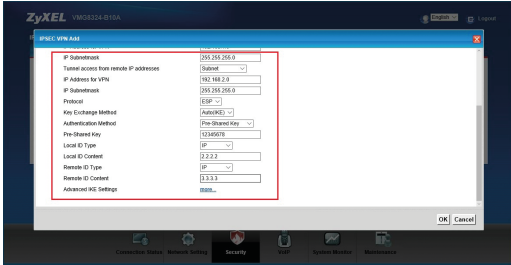 ZyXEL VMG8324-B10A
English
Logout
IPSEC VPN Add
IP Subnetmask 255.255.255.0
Tunnel access from remote IP addresses Subnet
IP Address for VPN 192.168.2.0
IP Subnetmask 255.255.255.0
Protocol ESP
Key Exchange Method Auto(IKE)
Authentication Method Pre-Shared Key
Pre-Shared Key 12345678
Local ID Type IP
Local ID Content 2.2.2.2
Remote ID Type IP
Remote ID Content 3.3.3.3
Advanced IKE Settings more...
OK Cancel
Connection Status Network Setting Security VoIP System Monitor Maintenance